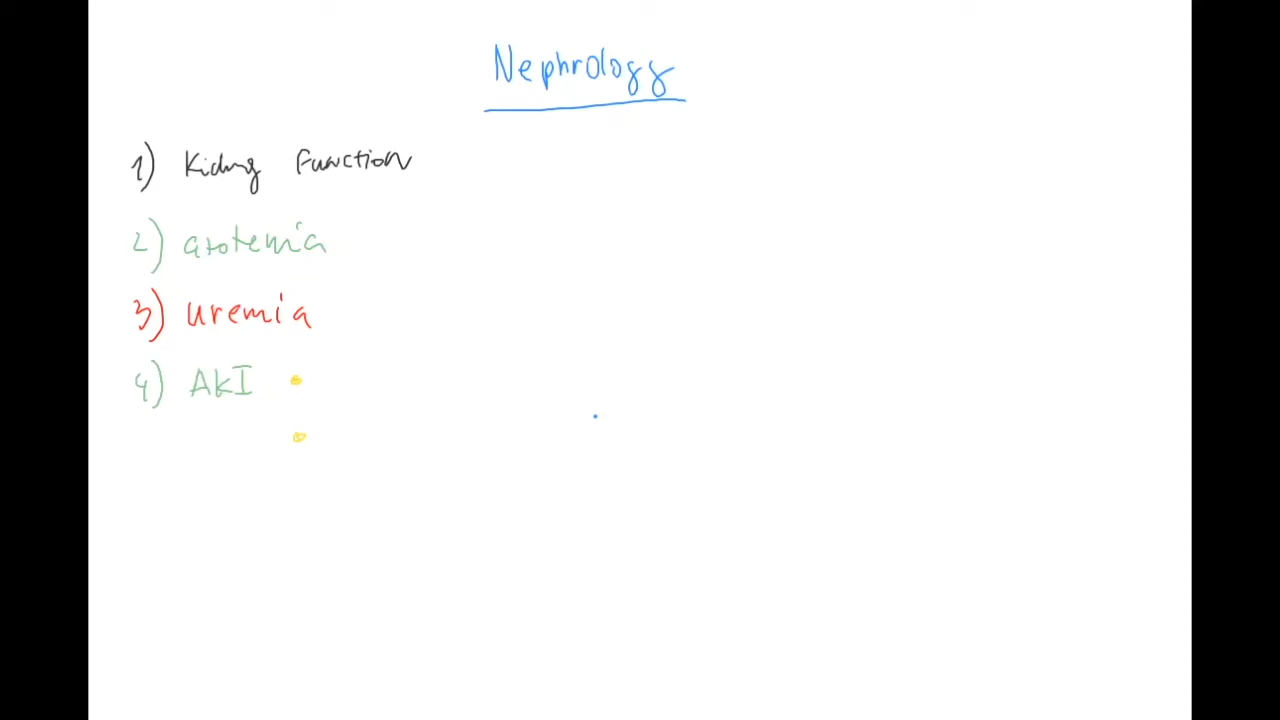 Nephrology
1) Kidney Function
2) azotemia
3) uremia
4) AKI